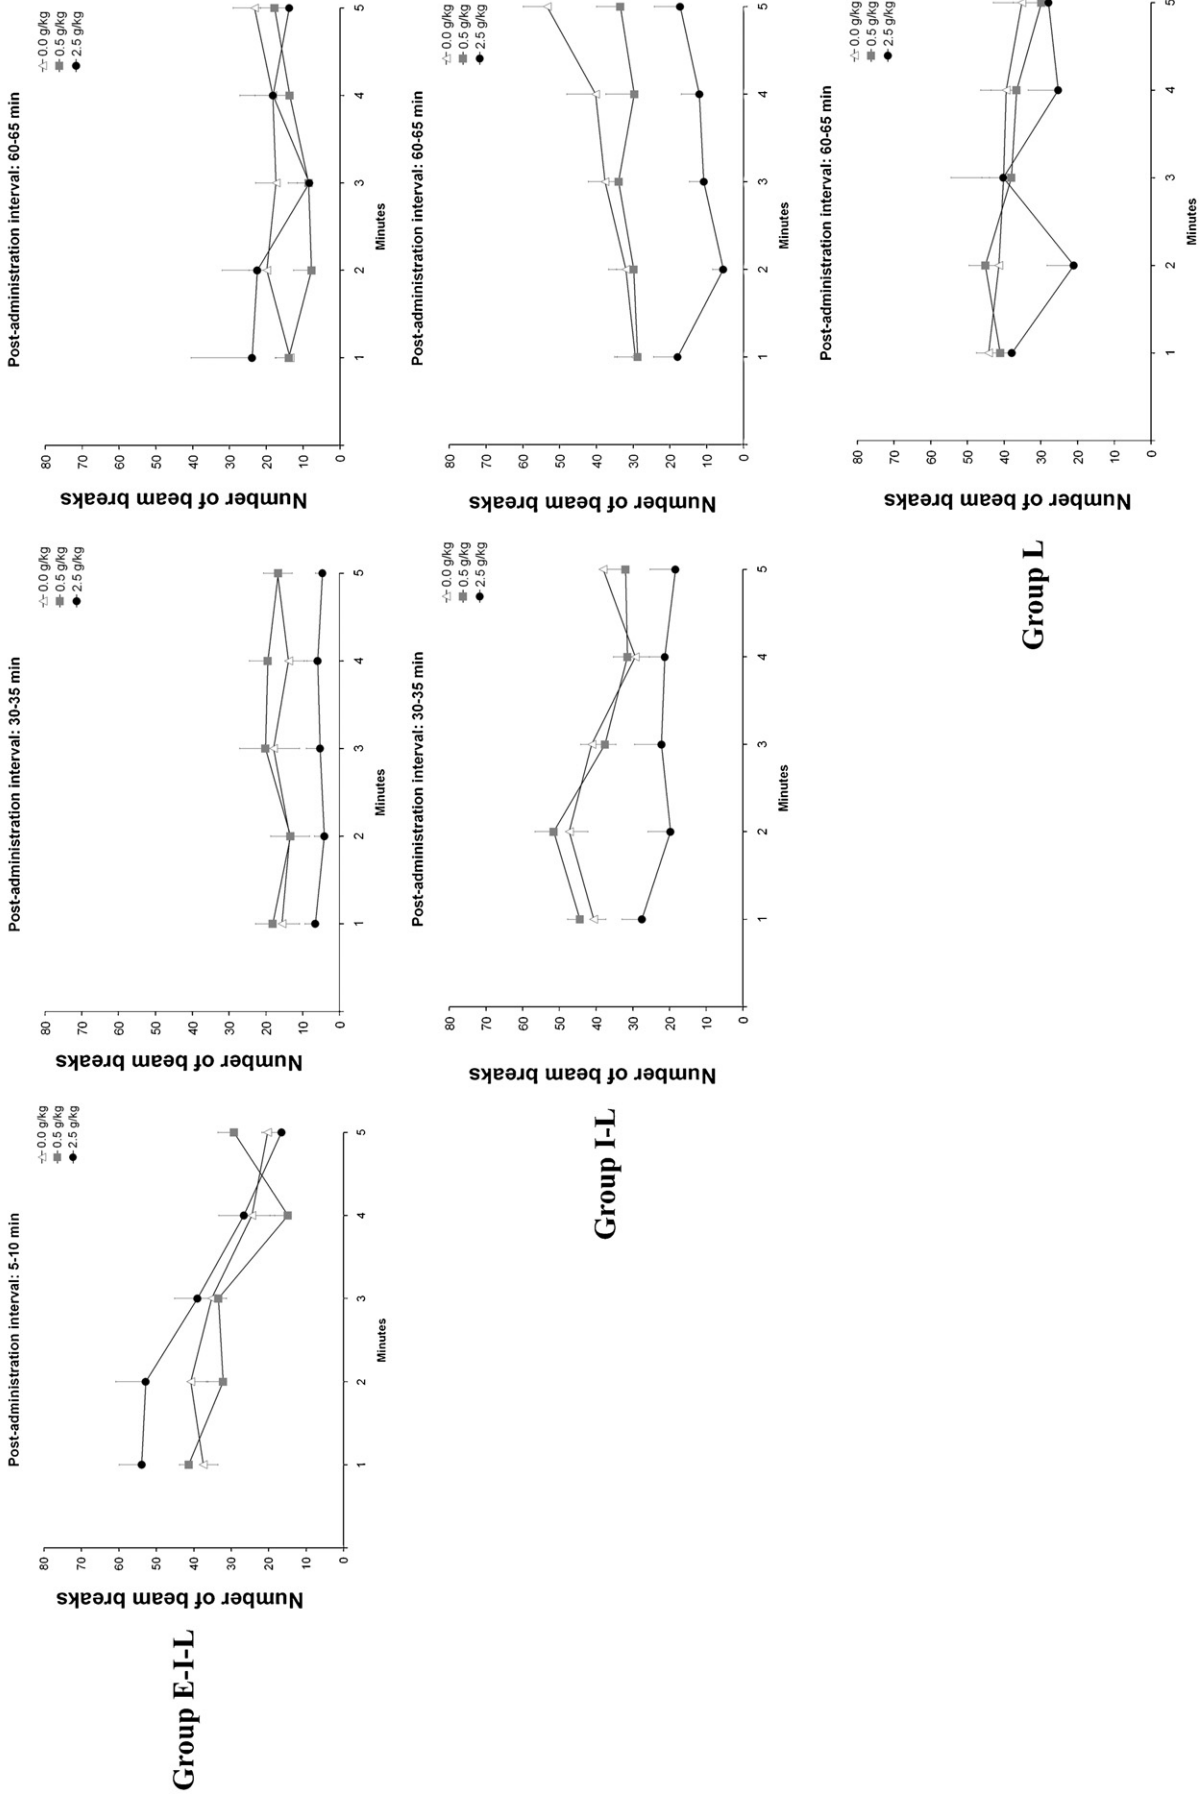 Group E-I-L
Post-administration interval: 5-10 min
Number of beam breaks
80
70
60
50
40
30
20
10
0
1
2
3
4
5
Minutes
0.0 g/kg
0.5 g/kg
2.5 g/kg
Post-administration interval: 30-35 min
Number of beam breaks
80
70
60
50
40
30
20
10
0
1
2
3
4
5
Minutes
0.0 g/kg
0.5 g/kg
2.5 g/kg
Post-administration interval: 60-65 min
Number of beam breaks
80
70
60
50
40
30
20
10
0
1
2
3
4
5
Minutes
0.0 g/kg
0.5 g/kg
2.5 g/kg
Group I-L
Post-administration interval: 30-35 min
Number of beam breaks
80
70
60
50
40
30
20
10
0
1
2
3
4
5
Minutes
0.0 g/kg
0.5 g/kg
2.5 g/kg
Post-administration interval: 60-65 min
Number of beam breaks
80
70
60
50
40
30
20
10
0
1
2
3
4
5
Minutes
0.0 g/kg
0.5 g/kg
2.5 g/kg
Group L
Post-administration interval: 60-65 min
Number of beam breaks
80
70
60
50
40
30
20
10
0
1
2
3
4
5
Minutes
0.0 g/kg
0.5 g/kg
2.5 g/kg